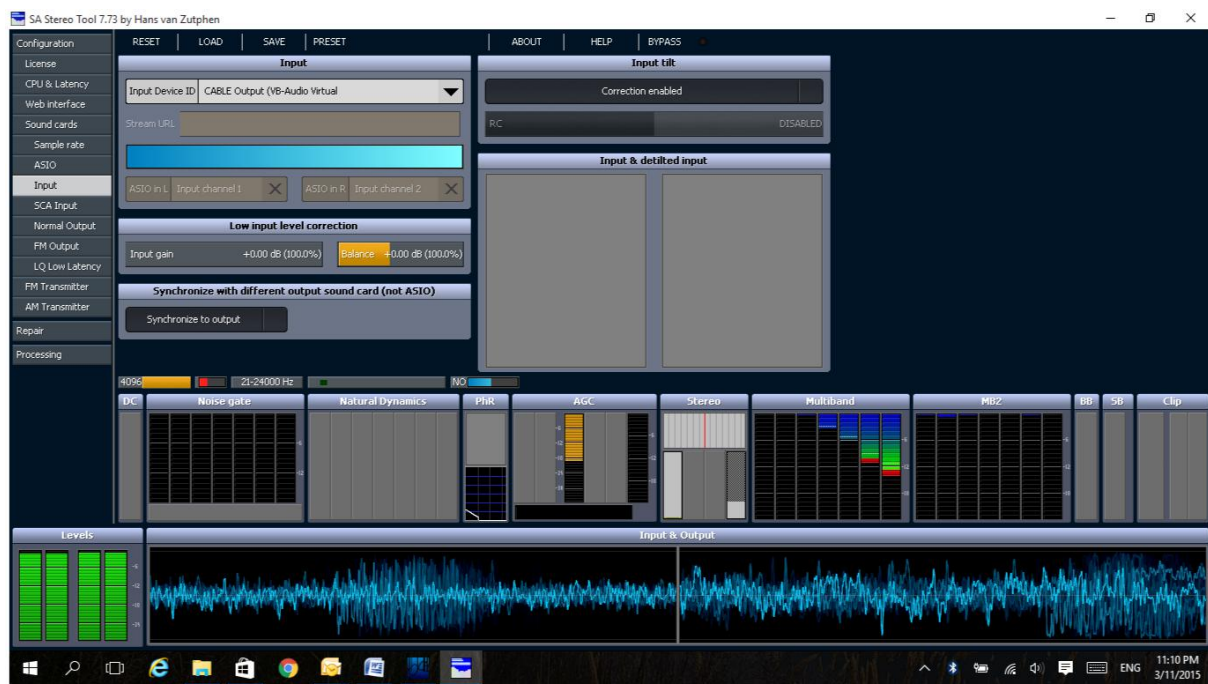 SA Stereo Tool 7.73 by Hans van Zutphen
RESET LOAD SAVE PRESET ABOUT HELP BYPASS
Configuration
License
CPU & Latency
Web interface
Sound cards
Sample rate
ASIO
Input
SCA Input
Normal Output
FM Output
LQ Low Latency
FM Transmitter
AM Transmitter
Repair
Processing
Input
Input Device ID CABLE Output (VB-Audio Virtual
Stream URL
ASIO in L Input channel 1 ASIO in R Input channel 2
Low input level correction
Input gain +0.00 dB (100.0%) Balance +0.00 dB (100.0%)
Synchronize with different output sound card (not ASIO)
Synchronize to output
Input tilt
Correction enabled
RC DISABLED
Input & detilted input
4096 21-24000 Hz NO
DC Noise gate Natural Dynamics PhR AGC Stereo Multiband MB2 BB SB Clip
Levels Input & Output
ENG 11:10 PM
3/11/2015